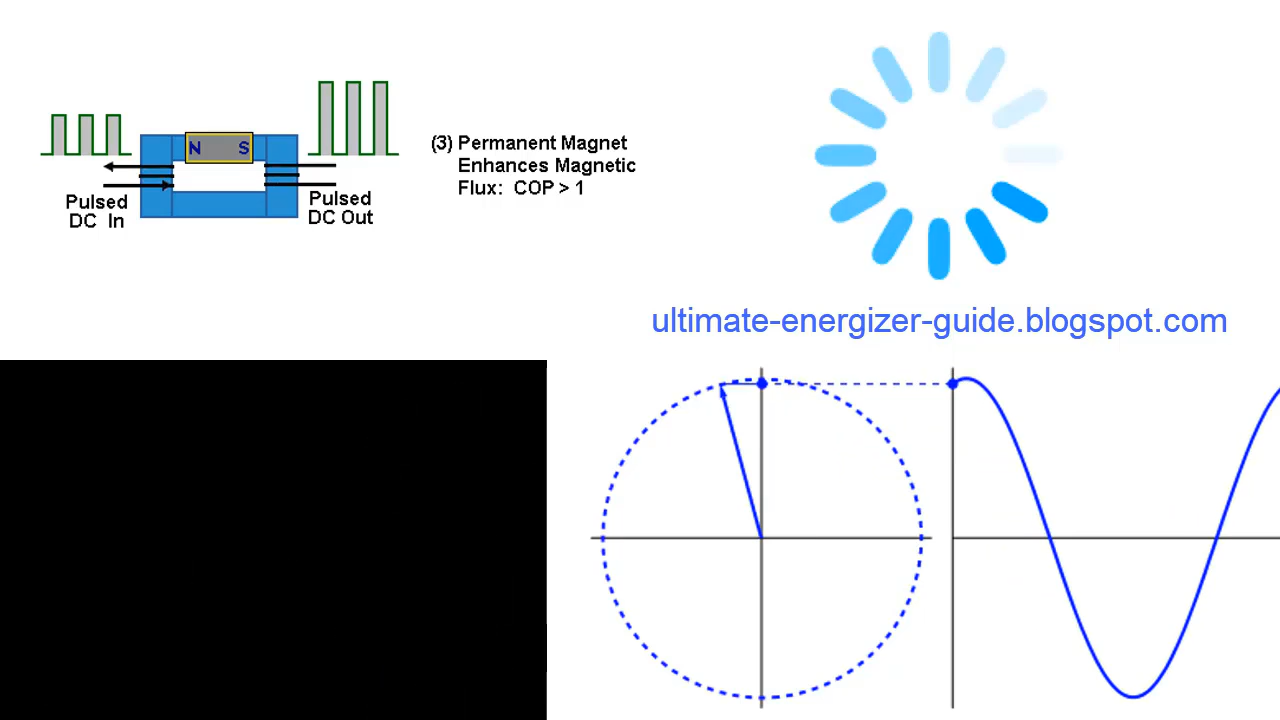 N S
Pulsed
DC In
Pulsed
DC Out
(3) Permanent Magnet
Enhances Magnetic
Flux: COP > 1
ultimate-energizer-guide.blogspot.com